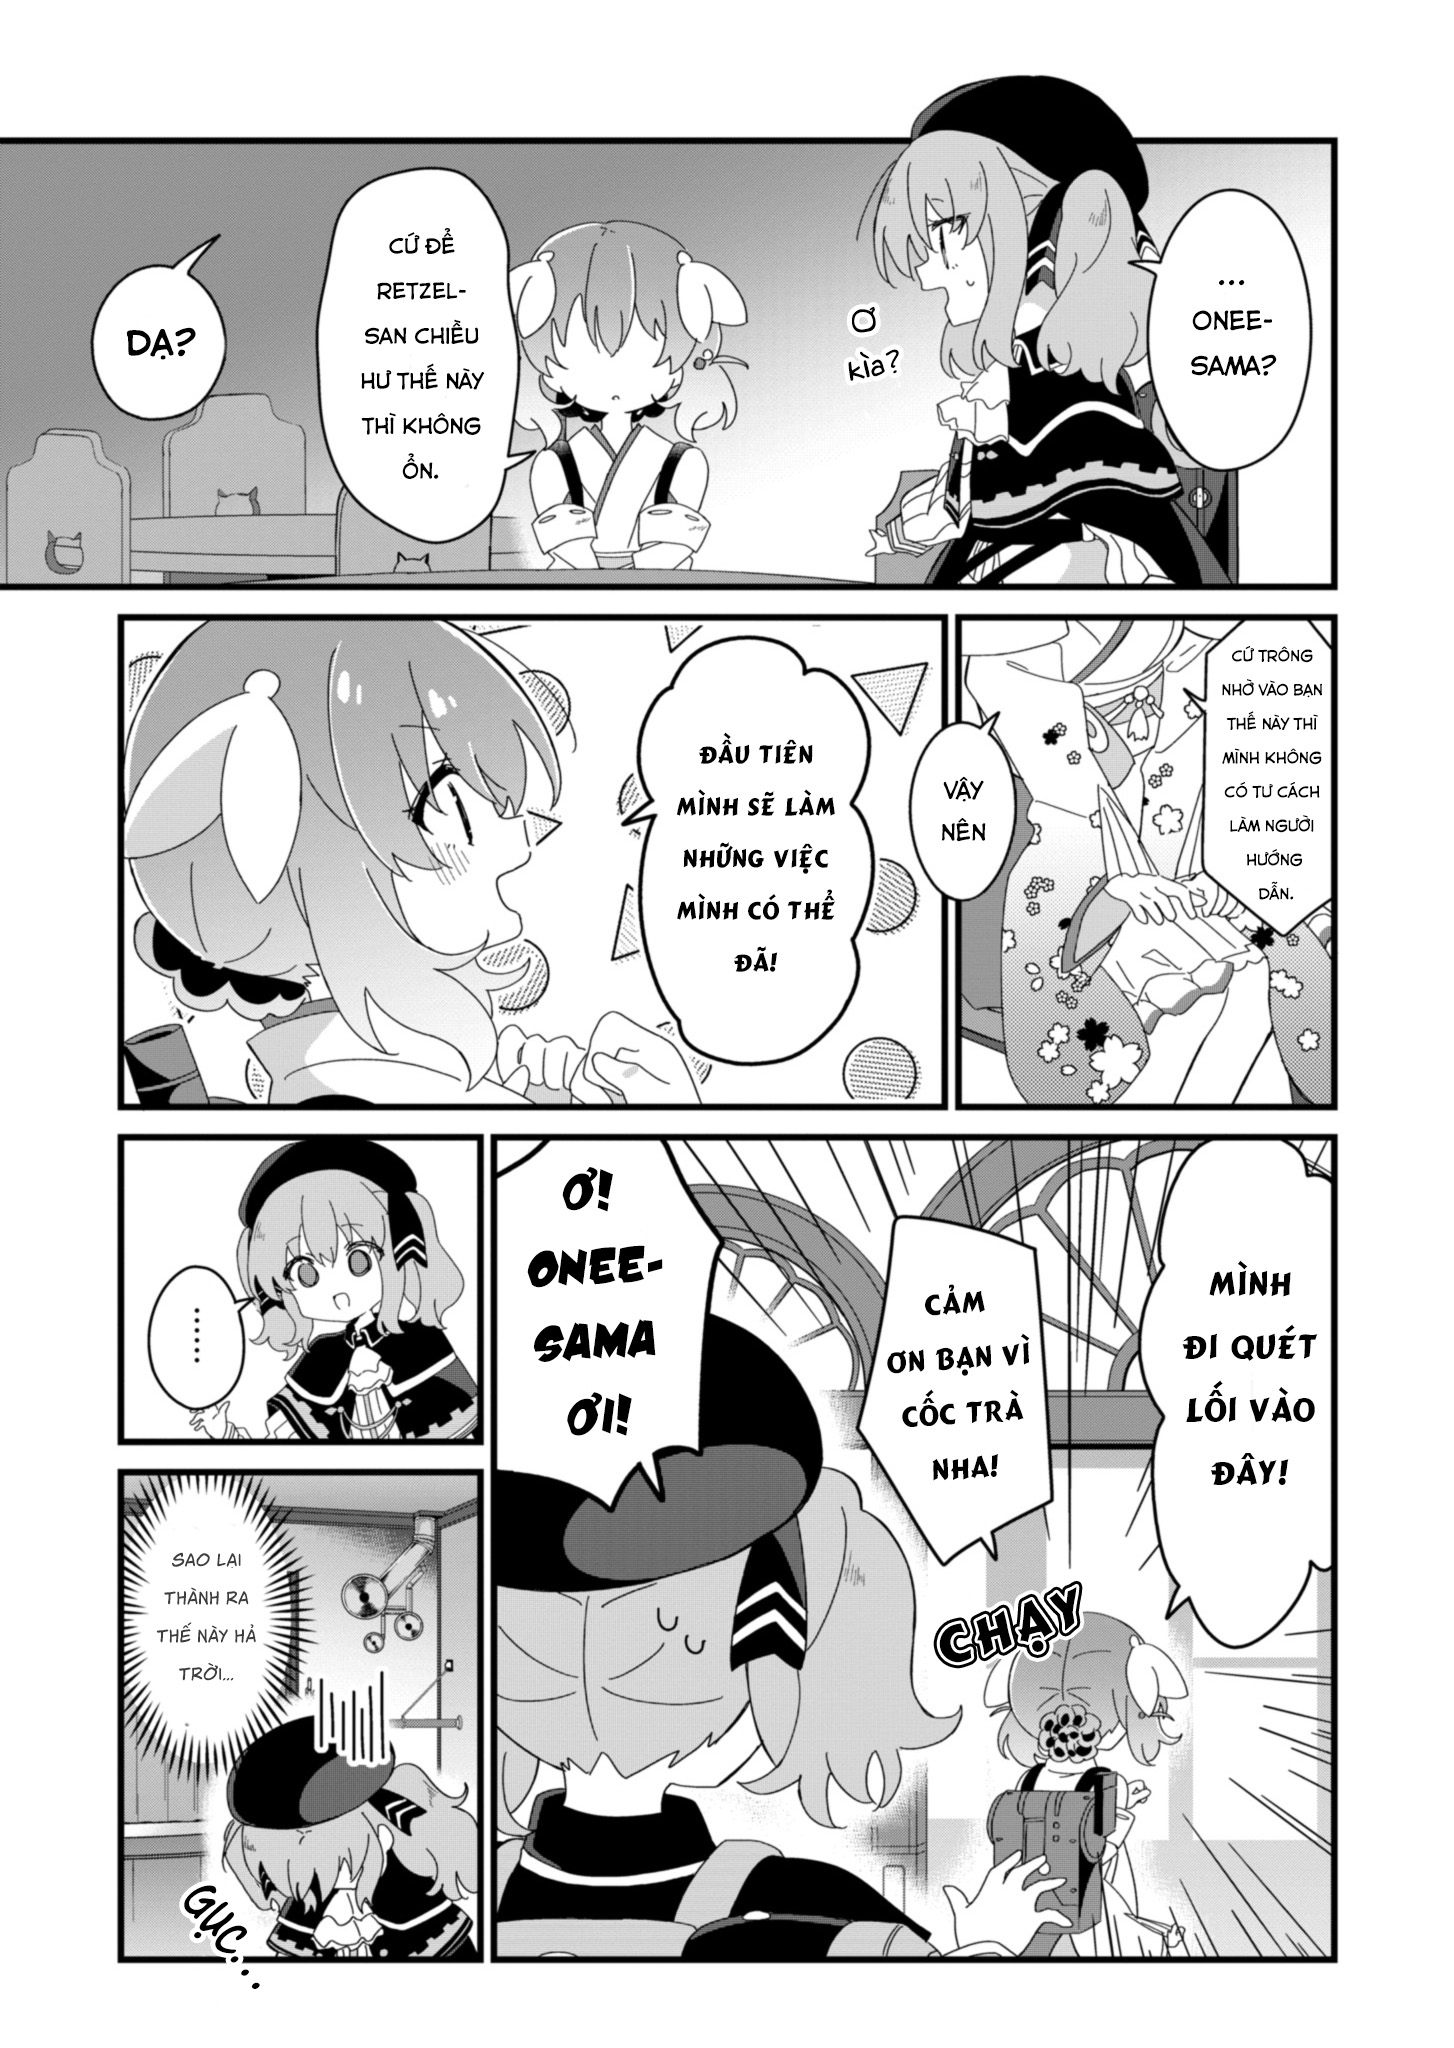 ...
ONEE-
SAMA?
Ơ
kìa?
CỨ ĐỂ
RETZEL-
SAN CHIỀU
HƯ THẾ NÀY
THÌ KHÔNG
ỔN.
DẠ?
CỨ TRÔNG
NHỜ VÀO BẠN
THẾ NÀY THÌ
MÌNH KHÔNG
CÓ TƯ CÁCH
LÀM NGƯỜI
HƯỚNG
DẪN.
VẬY
NÊN
ĐẦU TIÊN
MÌNH SẼ LÀM
NHỮNG VIỆC
MÌNH CÓ THỂ
ĐÃ!
MÌNH
ĐI QUÉT
LỐI VÀO
ĐÂY!
CẢM
ƠN BẠN VÌ
CỐC TRÀ
NHA!
CHẠY
Ơ!
ONEE-
SAMA
ƠI!
......
SAO LẠI
THÀNH RA
THẾ NÀY HẢ
TRỜI...
GỤC...